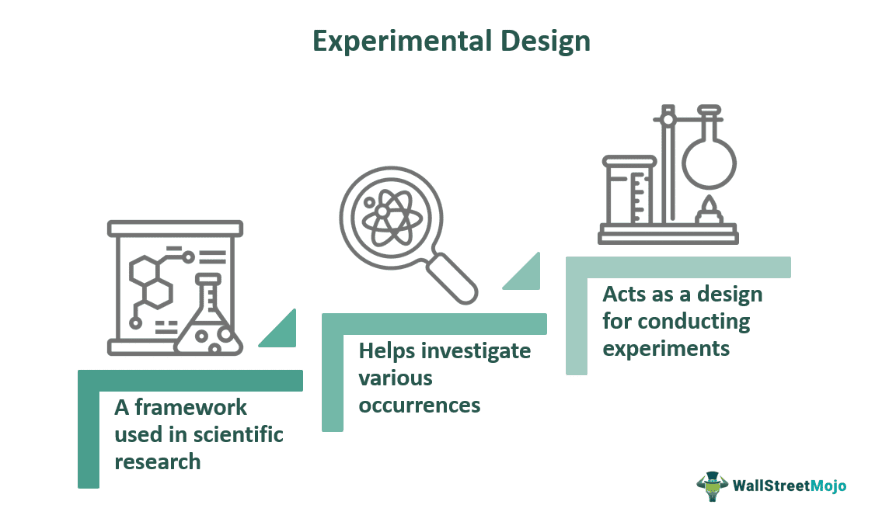 Experimental Design
A framework
used in scientific
research
Helps investigate
various
occurrences
Acts as a design
for conducting
experiments
WallStreetMojo